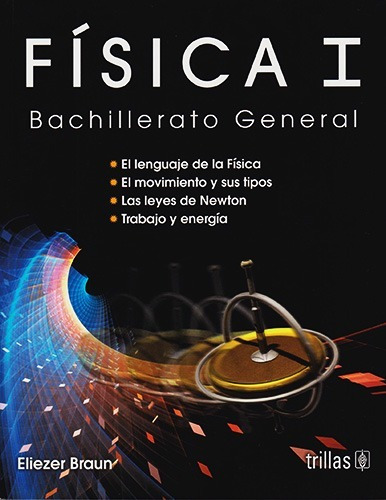 FÍSICA I
Bachillerato General
El lenguaje de la Física
El movimiento y sus tipos
Las leyes de Newton
Trabajo y energía
Eliezer Braun
trillas